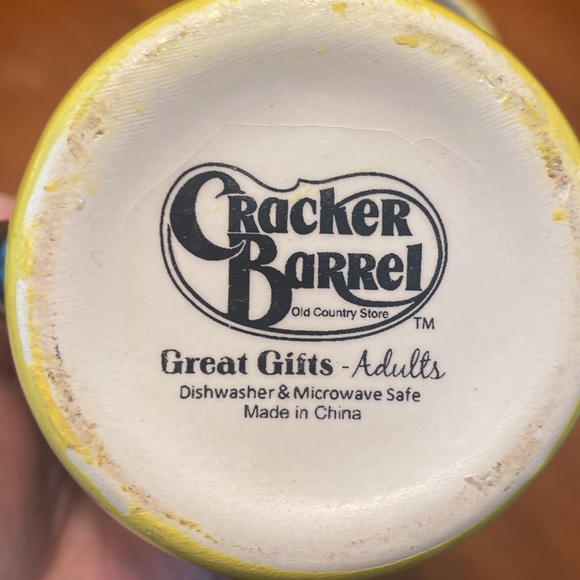 Cracker
Barrel
Old Country Store
TM
Great Gifts - Adults
Dishwasher & Microwave Safe
Made in China